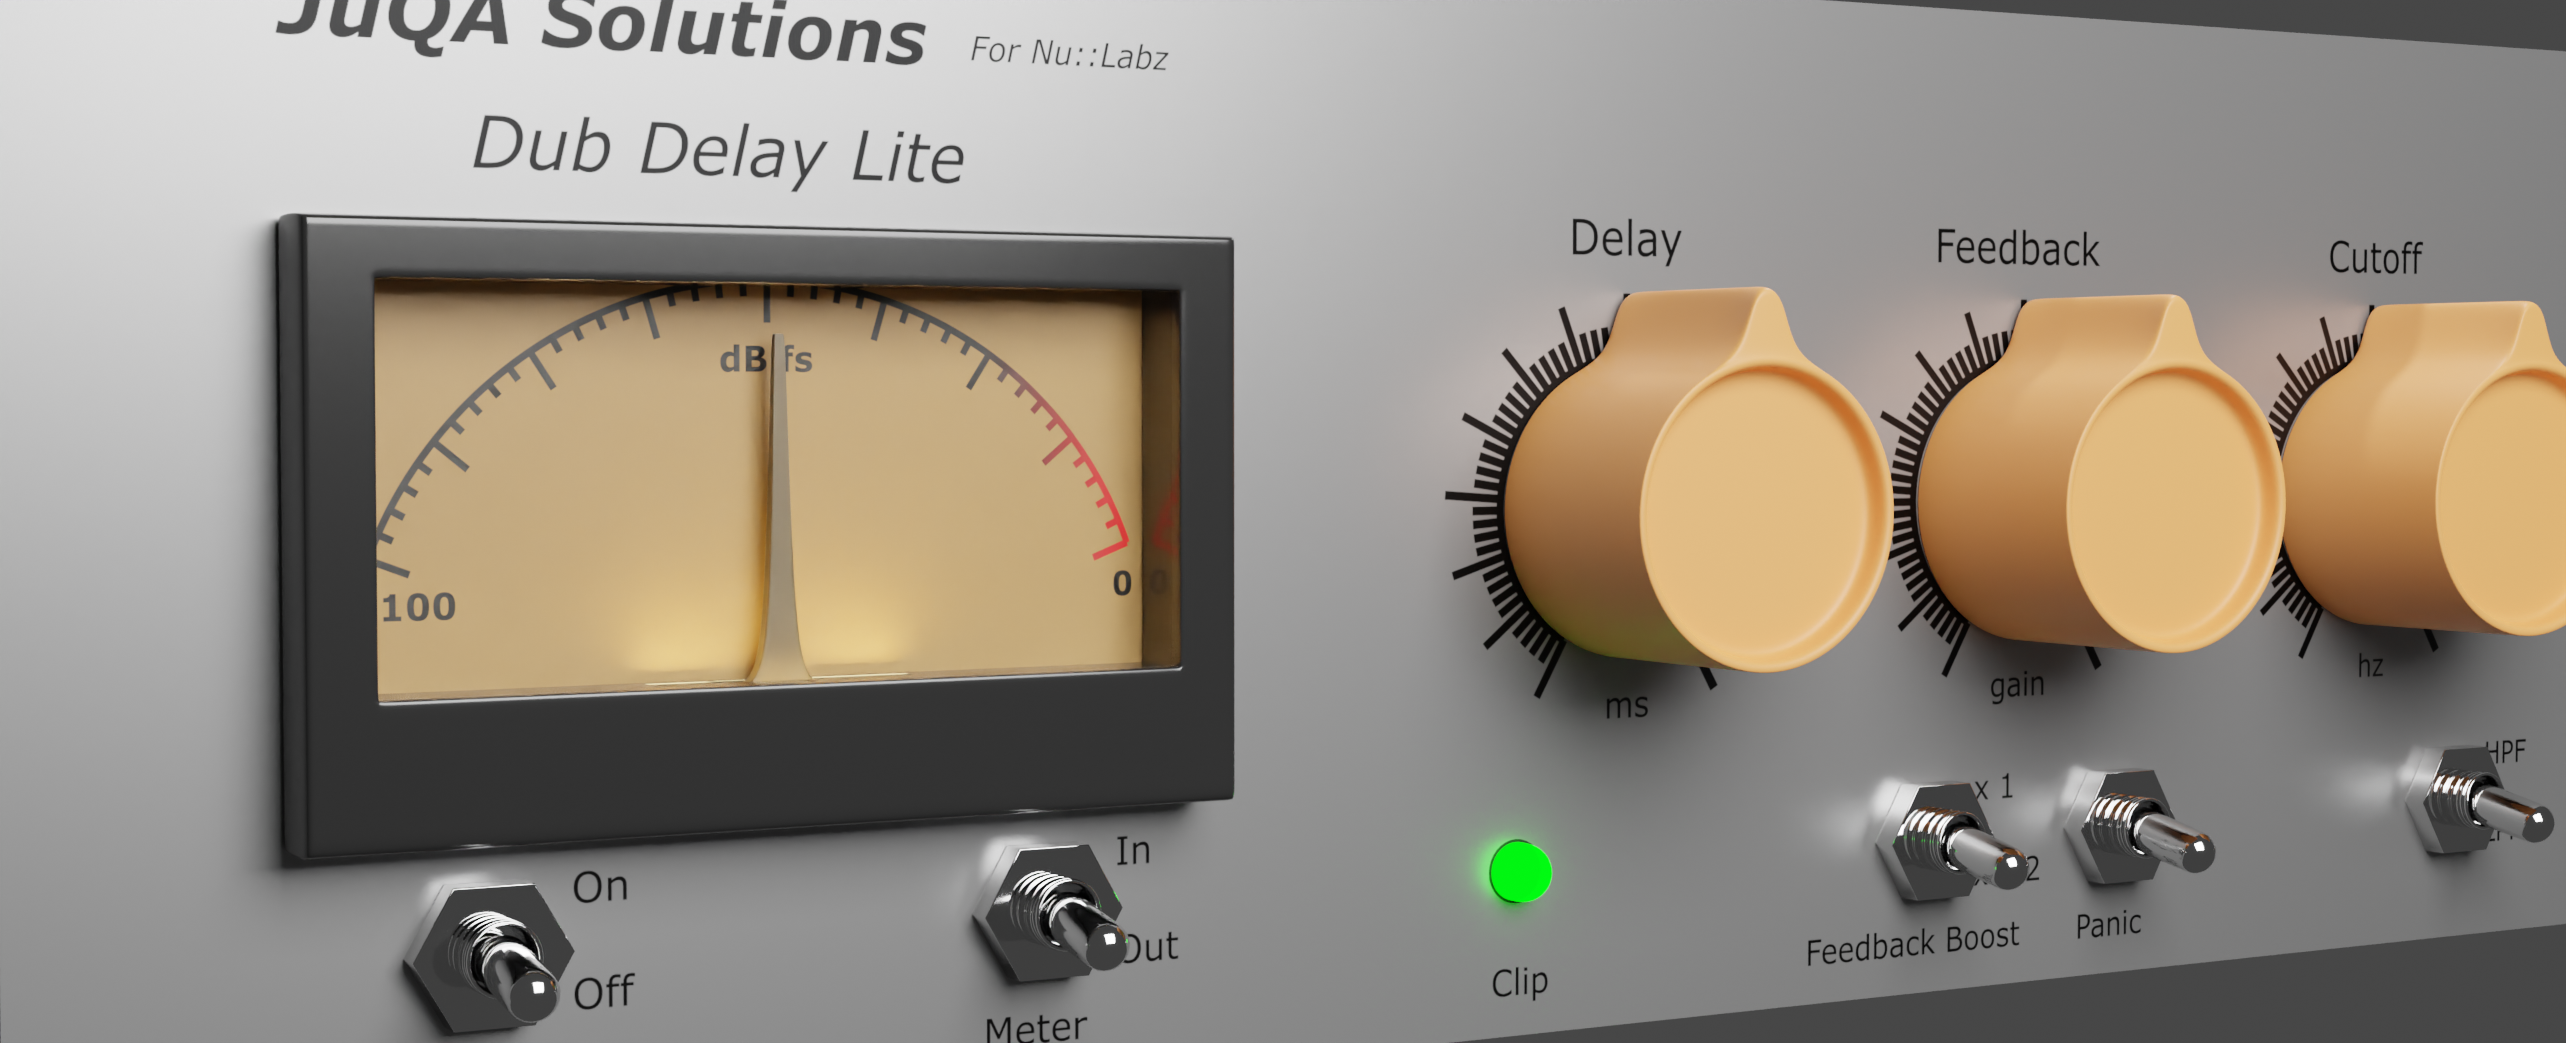 JuQA Solutions For Nu::Labz
Dub Delay Lite
dB fs
100
0
On
Off
In
Out
Meter
Delay
ms
Clip
Feedback
gain
x 1
x 2
Feedback Boost
Panic
Cutoff
hz
HPF